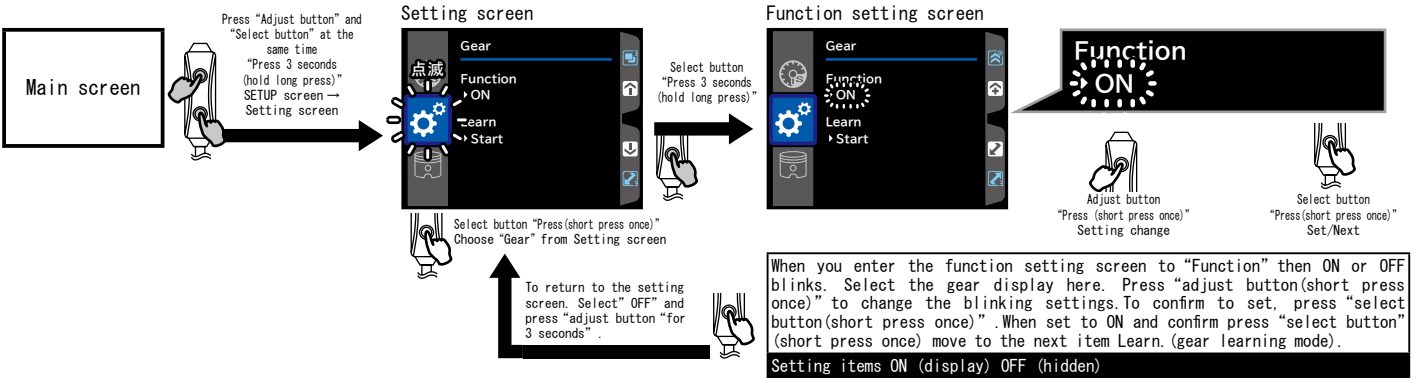 Main screen
Press “Adjust button” and
“Select button” at the
same time
“Press 3 seconds
(hold long press)”
SETUP screen →
Setting screen
Setting screen
Gear
点滅
Function
ON
Learn
Start
Select button
“Press 3 seconds
(hold long press)”
Function setting screen
Gear
Function
ON
Learn
Start
Function
ON
Adjust button
“Press (short press once)”
Setting change
Select button
“Press(short press once)”
Set/Next
Select button “Press(short press once)”
Choose “Gear” from Setting screen
To return to the setting
screen. Select” OFF” and
press “adjust button “for
3 seconds” .
When you enter the function setting screen to “Function” then ON or OFF
blinks. Select the gear display here. Press “adjust button(short press
once)” to change the blinking settings.To confirm to set, press “select
button(short press once)” .When set to ON and confirm press “select button”
(short press once) move to the next item Learn.(gear learning mode).
Setting items ON (display) OFF (hidden)